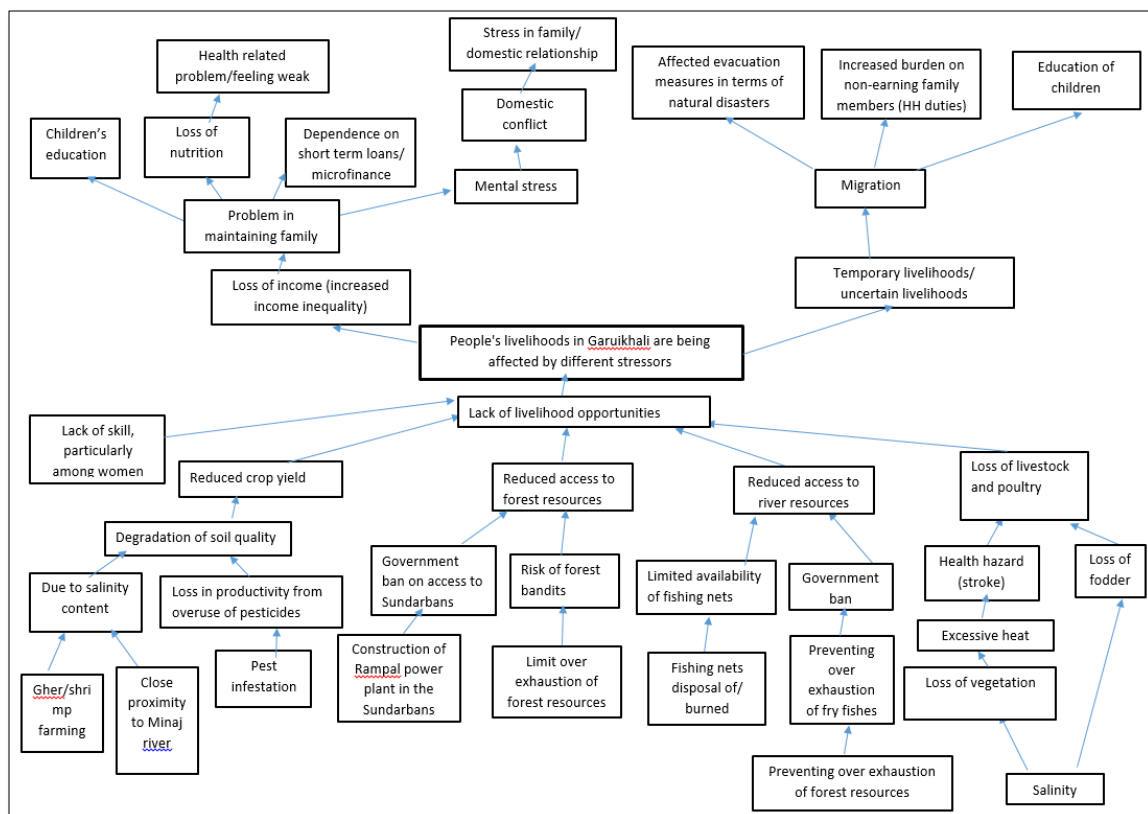 Stress in family/
domestic relationship
Health related
problem/feeling weak
Affected evacuation
measures in terms of
natural disasters
Increased burden on
non-earning family
members (HH duties)
Education of
children
Domestic
conflict
Children's
education
Loss of
nutrition
Dependence on
short term loans/
microfinance
Mental stress
Migration
Problem in
maintaining family
Loss of income (increased
income inequality)
Temporary livelihoods/
uncertain livelihoods
People's livelihoods in Garuikhali are being
affected by different stressors
Lack of livelihood opportunities
Lack of skill,
particularly
among women
Reduced crop yield
Reduced access to
forest resources
Reduced access to
river resources
Loss of livestock
and poultry
Degradation of soil quality
Due to salinity
content
Loss in productivity from
overuse of pesticides
Government
ban on access to
Sundarbans
Risk of forest
bandits
Limited availability
of fishing nets
Government
ban
Health hazard
(stroke)
Loss of
fodder
Excessive heat
Gher/shri
mp
farming
Close
proximity
to Minaj
river
Pest
infestation
Construction of
Rampal power
plant in the
Sundarbans
Limit over
exhaustion of
forest resources
Fishing nets
disposal of/
burned
Preventing
over
exhaustion
of fry fishes
Loss of vegetation
Preventing over exhaustion
of forest resources
Salinity